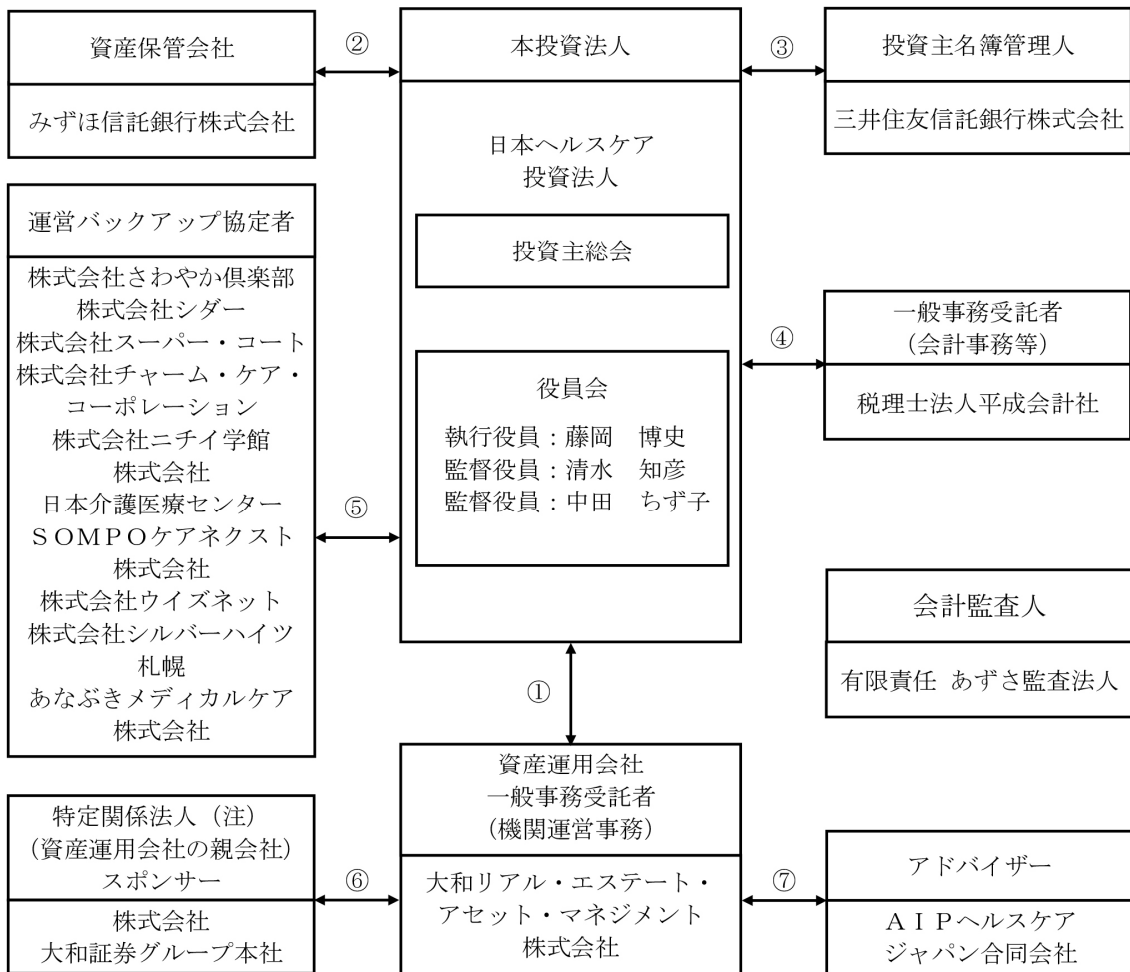 資産保管会社
みずほ信託銀行株式会社
②
本投資法人
日本ヘルスケア
投資法人
投資主総会
役員会
執行役員：藤岡　博史
監督役員：清水　知彦
監督役員：中田　ちず子
③
投資主名簿管理人
三井住友信託銀行株式会社
運営バックアップ協定者
株式会社さわやか倶楽部
株式会社シダー
株式会社スーパー・コート
株式会社チャーム・ケア・
コーポレーション
株式会社ニチイ学館
株式会社
日本介護医療センター
ＳＯＭＰＯケアネクスト
株式会社
株式会社ウイズネット
株式会社シルバーハイツ
札幌
あなぶきメディカルケア
株式会社
⑤
④
一般事務受託者
（会計事務等）
税理士法人平成会計社
会計監査人
有限責任 あずさ監査法人
①
特定関係法人（注）
（資産運用会社の親会社）
スポンサー
株式会社
大和証券グループ本社
⑥
資産運用会社
一般事務受託者
（機関運営事務）
大和リアル・エステート・
アセット・マネジメント
株式会社
⑦
アドバイザー
ＡＩＰヘルスケア
ジャパン合同会社